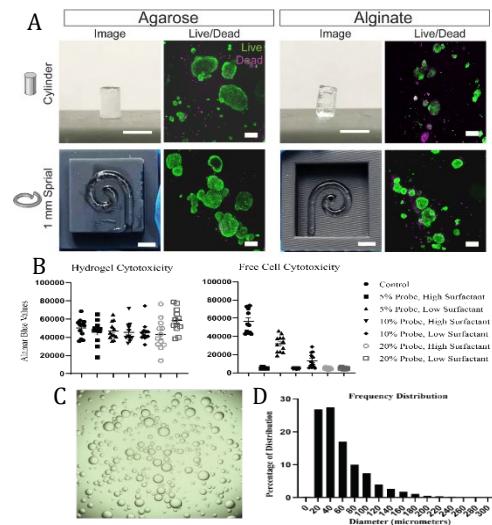 A
Agarose
Alginate
Image
Live/Dead
Image
Live/Dead
Live
Dead
Cylinder
1 mm Sprial
B
Hydrogel Cytotoxicity
Free Cell Cytotoxicity
Alamar Blue Values
100000
80000
60000
40000
20000
0
100000
80000
60000
40000
20000
0
Control
5% Probe, High Surfactant
5% Probe, Low Surfactant
10% Probe, High Surfactant
10% Probe, Low Surfactant
20% Probe, High Surfactant
20% Probe, Low Surfactant
C
D
Frequency Distribution
Percentage of Distribution
30
20
10
0
0 20 40 60 80 100 120 140 160 180 200 220 240 260 280 300
Diameter (micrometers)